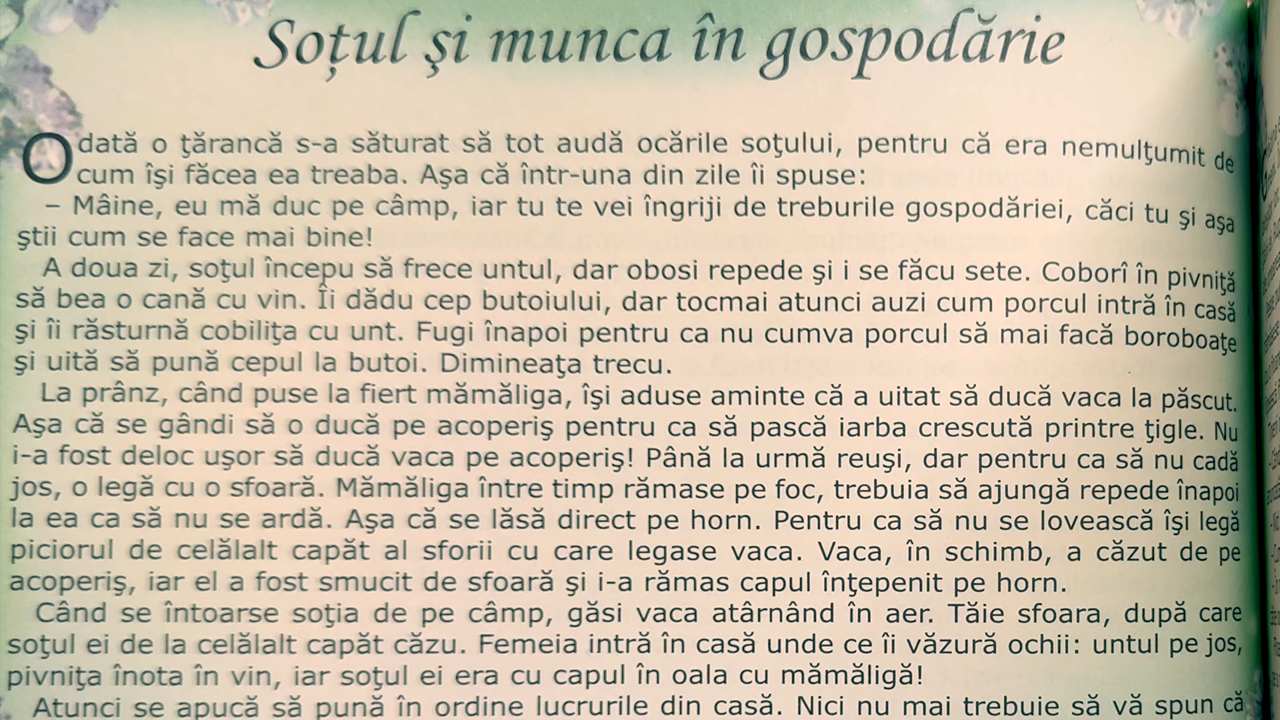 Soțul şi munca în gospodărie
Odată o ţărancă s-a săturat să tot audă ocările soţului, pentru că era nemulţumit de
cum îşi făcea ea treaba. Aşa că într-una din zile îi spuse:
– Mâine, eu mă duc pe câmp, iar tu te vei îngriji de treburile gospodăriei, căci tu şi aşa
ştii cum se face mai bine!
A doua zi, soţul începu să frece untul, dar obosi repede şi i se făcu sete. Coborî în pivniţă
să bea o cană cu vin. Îi dădu cep butoiului, dar tocmai atunci auzi cum porcul intră în casă
şi îi răsturnă cobiliţa cu unt. Fugi înapoi pentru ca nu cumva porcul să mai facă boroboaţe
şi uită să pună cepul la butoi. Dimineaţa trecu.
La prânz, când puse la fiert mămăliga, îşi aduse aminte că a uitat să ducă vaca la păscut.
Aşa că se gândi să o ducă pe acoperiş pentru ca să pască iarba crescută printre ţigle. Nu
i-a fost deloc uşor să ducă vaca pe acoperiş! Până la urmă reuşi, dar pentru ca să nu cadă
jos, o legă cu o sfoară. Mămăliga între timp rămase pe foc, trebuia să ajungă repede înapoi
la ea ca să nu se ardă. Aşa că se lăsă direct pe horn. Pentru ca să nu se lovească îşi legă
piciorul de celălalt capăt al sforii cu care legase vaca. Vaca, în schimb, a căzut de pe
acoperiş, iar el a fost smucit de sfoară şi i-a rămas capul înţepenit pe horn.
Când se întoarse soţia de pe câmp, găsi vaca atârnând în aer. Tăie sfoara, după care
soţul ei de la celălalt capăt căzu. Femeia intră în casă unde ce îi văzură ochii: untul pe jos,
pivniţa înota în vin, iar soţul ei era cu capul în oala cu mămăligă!
Atunci se apucă să pună în ordine lucrurile din casă. Nici nu mai trebuie să vă spun că